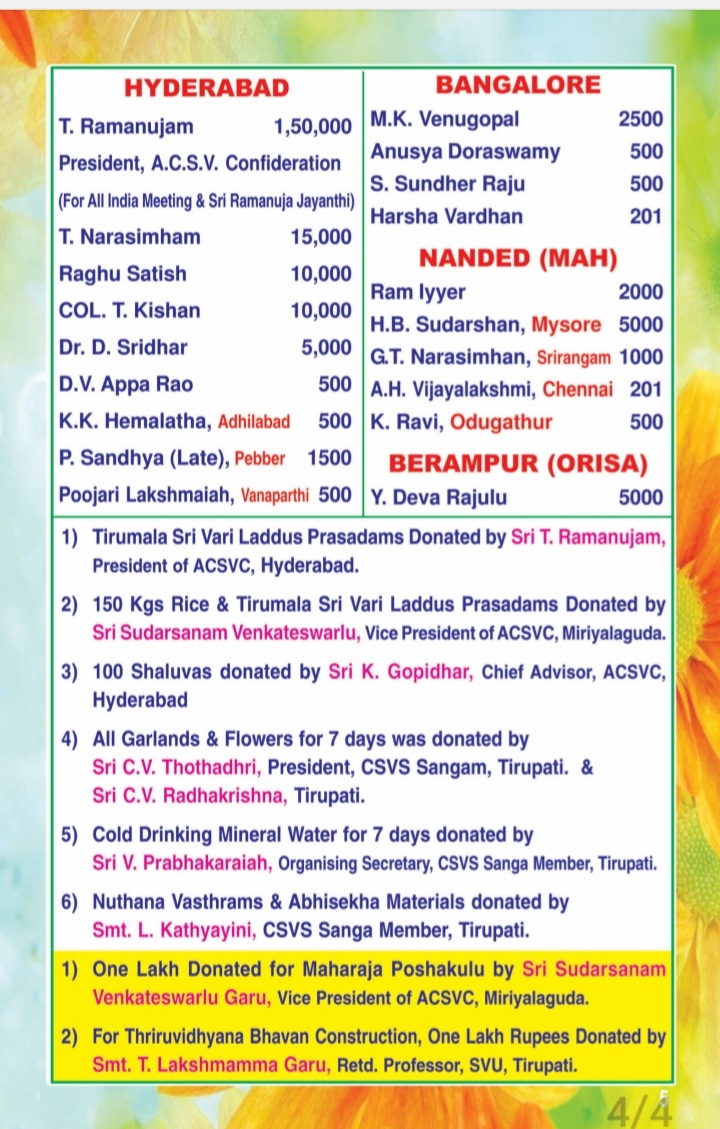 HYDERABAD
T. Ramanujam 1,50,000
President, A.C.S.V. Confideration
(For All India Meeting & Sri Ramanuja Jayanthi)
T. Narasimham 15,000
Raghu Satish 10,000
COL. T. Kishan 10,000
Dr. D. Sridhar 5,000
D.V. Appa Rao 500
K.K. Hemalatha, Adhilabad 500
P. Sandhya (Late), Pebber 1500
Poojari Lakshmaiah, Vanaparthi 500
BANGALORE
M.K. Venugopal 2500
Anusya Doraswamy 500
S. Sundher Raju 500
Harsha Vardhan 201
NANDED (MAH)
Ram Iyyer 2000
H.B. Sudarshan, Mysore 5000
G.T. Narasimhan, Srirangam 1000
A.H. Vijayalakshmi, Chennai 201
K. Ravi, Odugathur 500
BERAMPUR (ORISA)
Y. Deva Rajulu 5000
1) Tirumala Sri Vari Laddus Prasadams Donated by Sri T. Ramanujam,
President of ACSVC, Hyderabad.
2) 150 Kgs Rice & Tirumala Sri Vari Laddus Prasadams Donated by
Sri Sudarsanam Venkateswarlu, Vice President of ACSVC, Miriyalaguda.
3) 100 Shaluvas donated by Sri K. Gopidhar, Chief Advisor, ACSVC,
Hyderabad
4) All Garlands & Flowers for 7 days was donated by
Sri C.V. Thothadhri, President, CSVS Sangam, Tirupati. &
Sri C.V. Radhakrishna, Tirupati.
5) Cold Drinking Mineral Water for 7 days donated by
Sri V. Prabhakaraiah, Organising Secretary, CSVS Sanga Member, Tirupati.
6) Nuthana Vasthrams & Abhisekha Materials donated by
Smt. L. Kathyayini, CSVS Sanga Member, Tirupati.
1) One Lakh Donated for Maharaja Poshakulu by Sri Sudarsanam
Venkateswarlu Garu, Vice President of ACSVC, Miriyalaguda.
2) For Thriruvidhyana Bhavan Construction, One Lakh Rupees Donated by
Smt. T. Lakshmamma Garu, Retd. Professor, SVU, Tirupati.
5
4/4